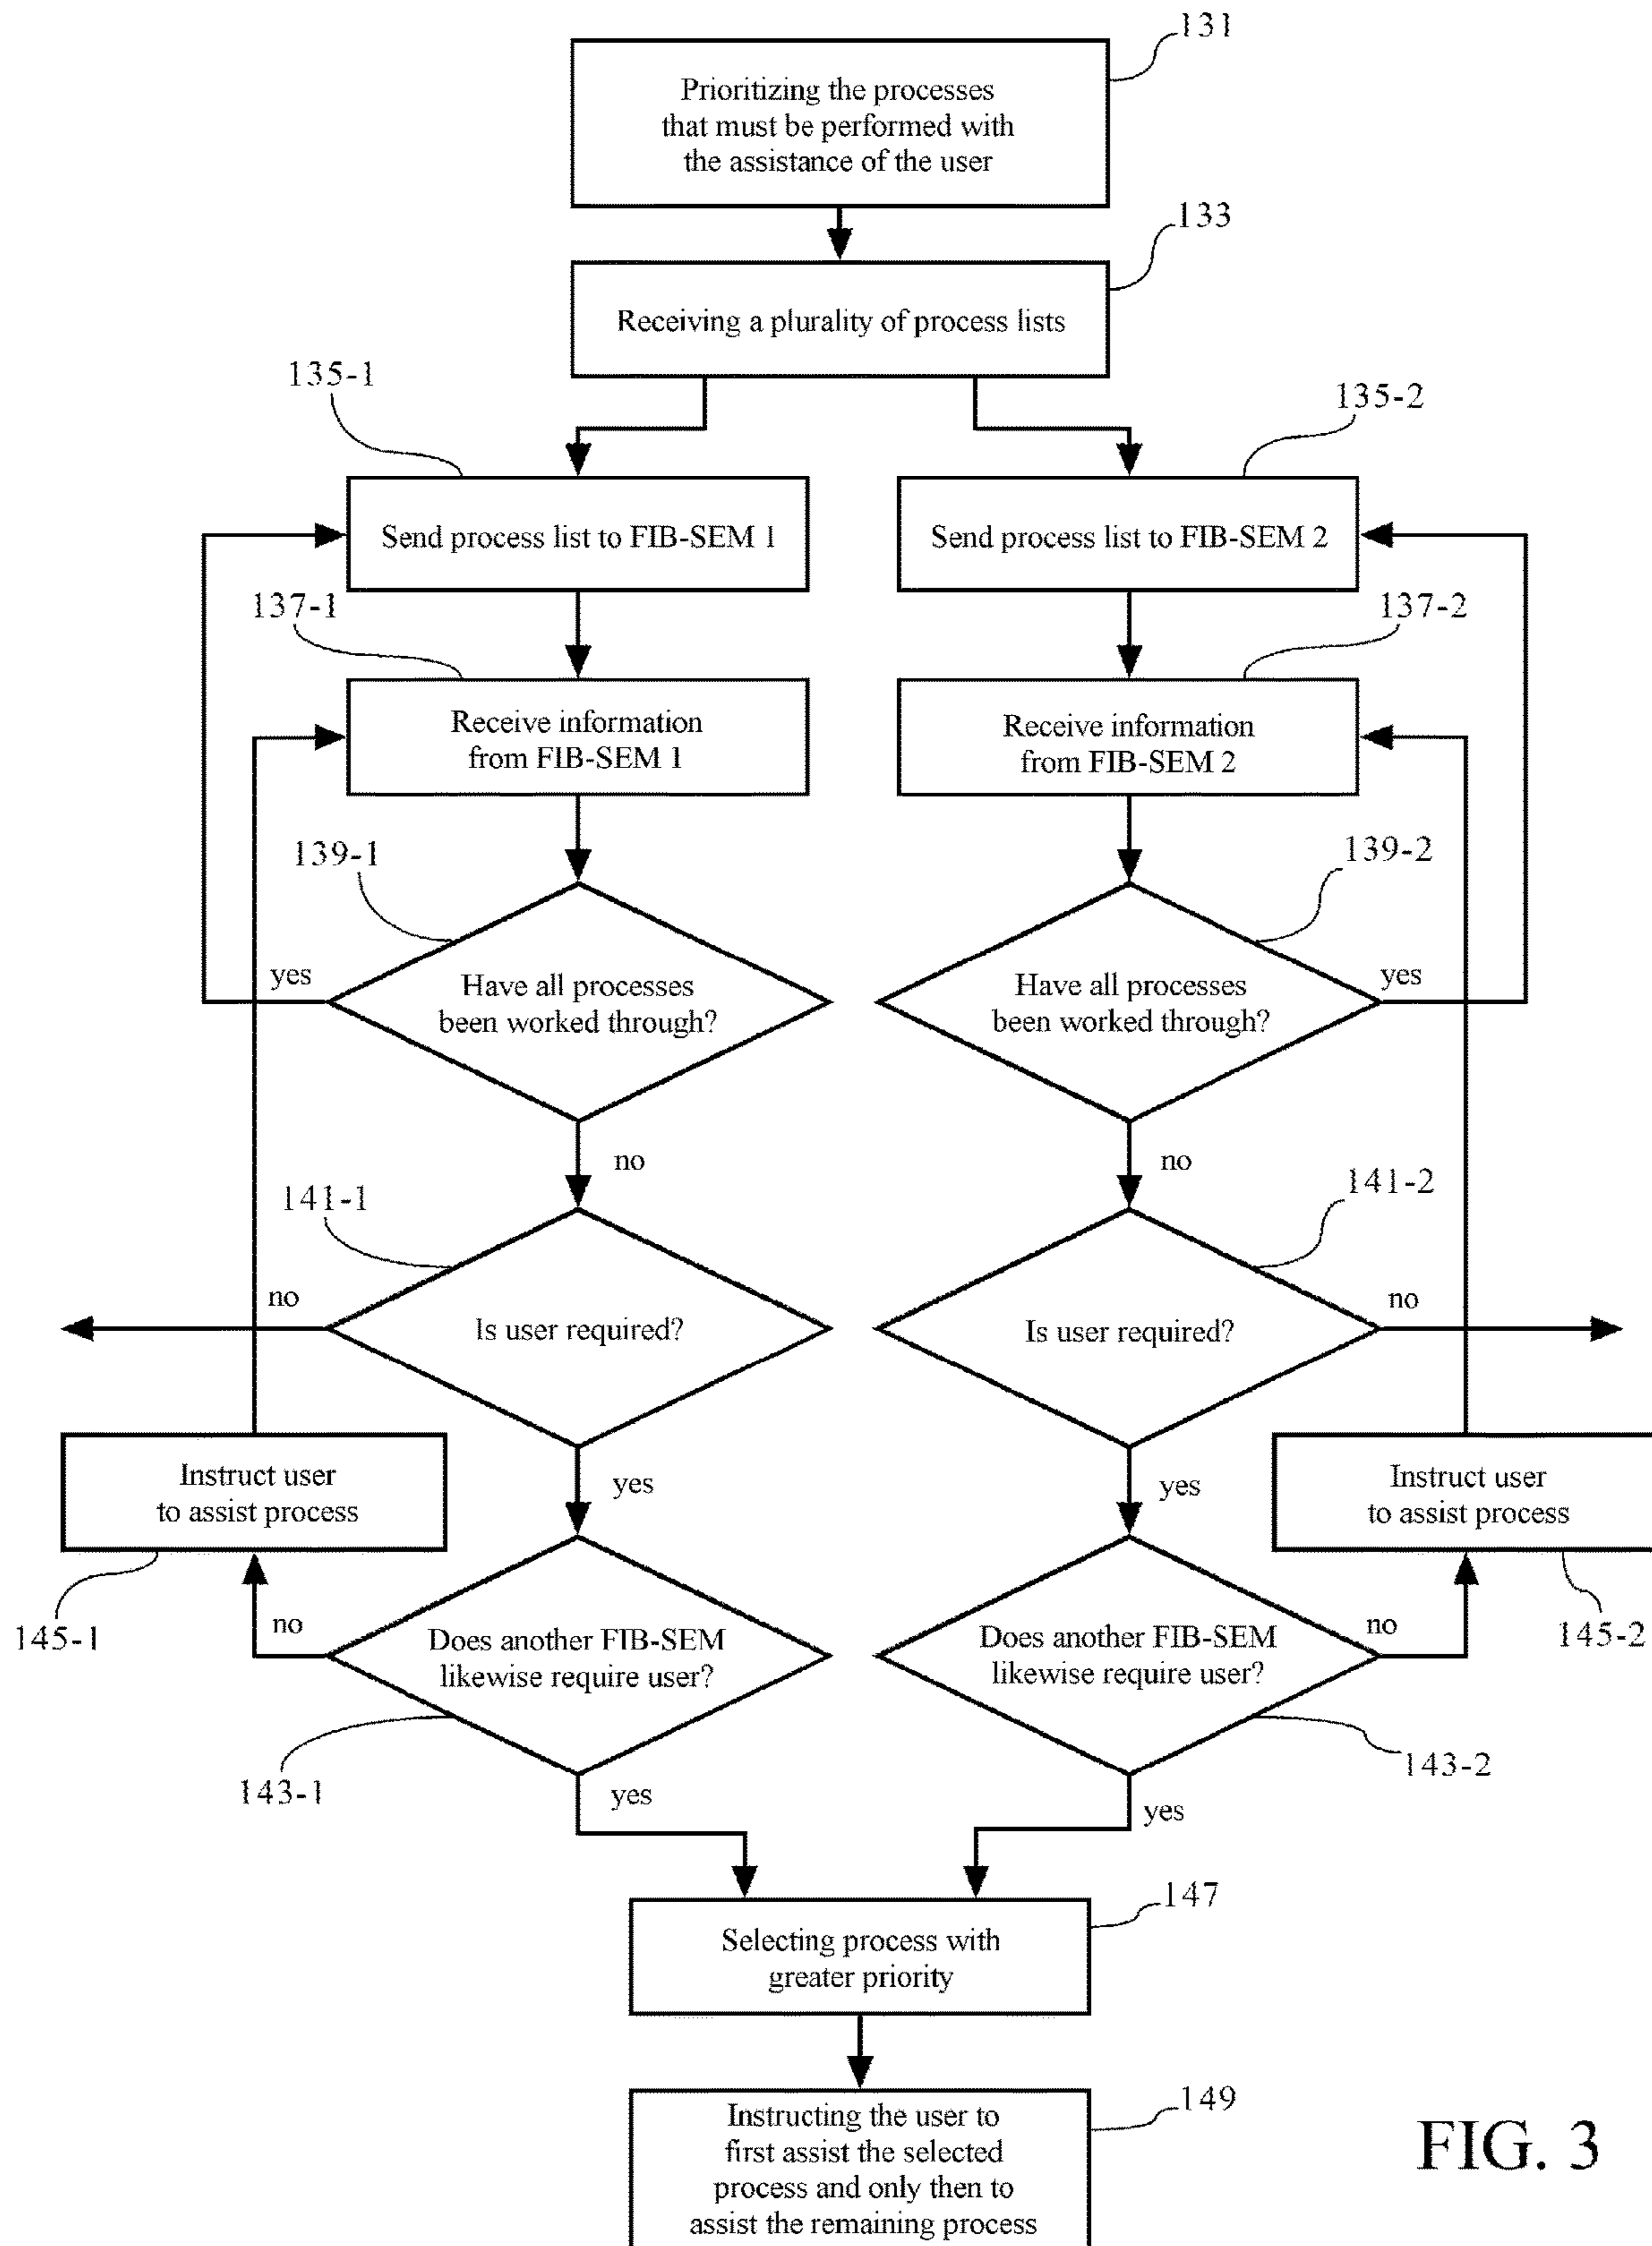 131
Prioritizing the processes
that must be performed with
the assistance of the user
133
Receiving a plurality of process lists
135-1
135-2
Send process list to FIB-SEM 1
Send process list to FIB-SEM 2
137-1
137-2
Receive information
from FIB-SEM 1
Receive information
from FIB-SEM 2
139-1
139-2
yes
Have all processes
been worked through?
Have all processes
been worked through?
yes
no
no
141-1
141-2
no
Is user required?
Is user required?
no
Instruct user
to assist process
yes
yes
Instruct user
to assist process
145-1
no
Does another FIB-SEM
likewise require user?
Does another FIB-SEM
likewise require user?
no
145-2
143-1
yes
yes
143-2
147
Selecting process with
greater priority
149
Instructing the user to
first assist the selected
process and only then to
assist the remaining process
FIG. 3